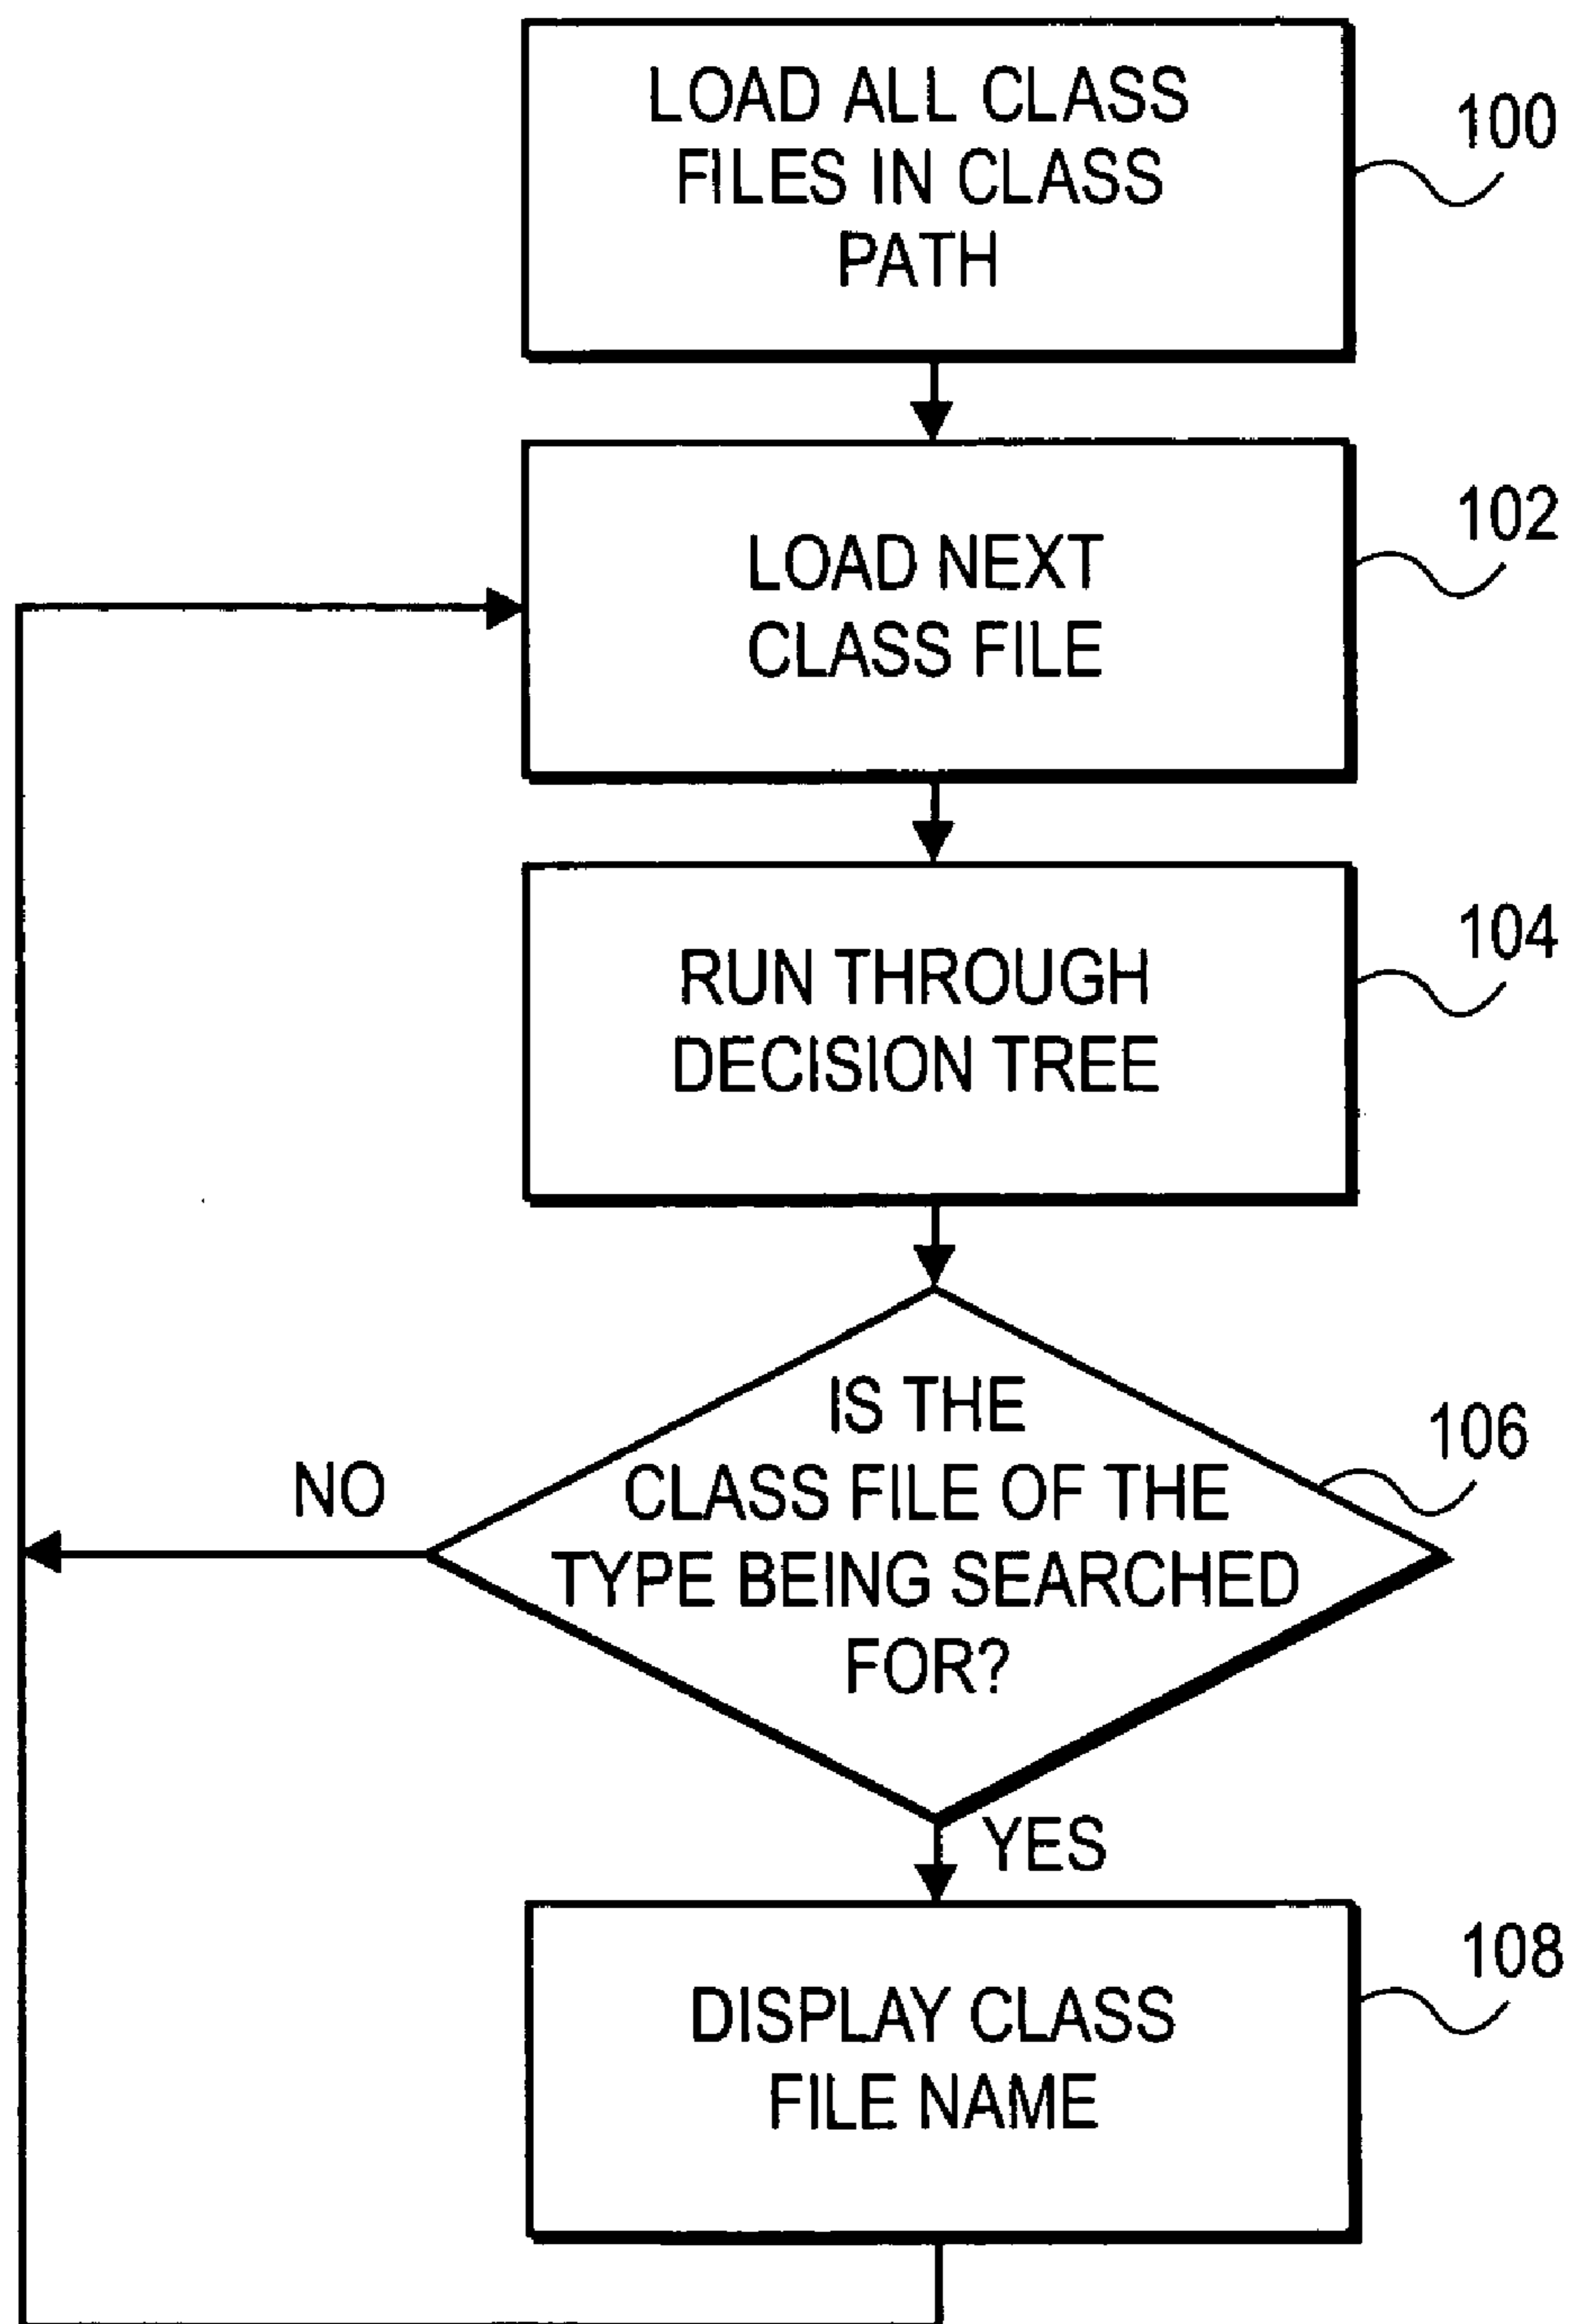 LOAD ALL CLASS
FILES IN CLASS
PATH
100
LOAD NEXT
CLASS FILE
102
RUN THROUGH
DECISION TREE
104
IS THE
CLASS FILE OF THE
TYPE BEING SEARCHED
FOR?
106
NO
YES
DISPLAY CLASS
FILE NAME
108